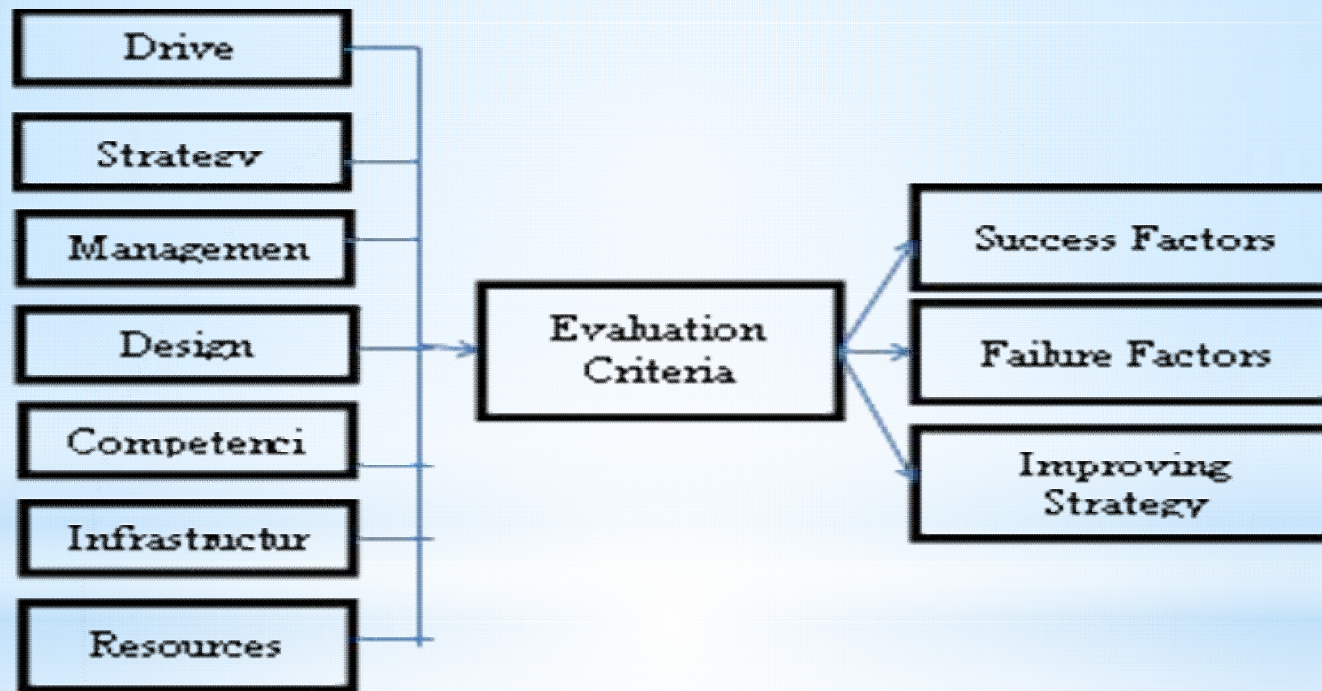 Drive
Strategy
Managemen
Design
Competenci
Infrastructur
Resources
Evaluation
Criteria
Success Factors
Failure Factors
Improving
Strategy